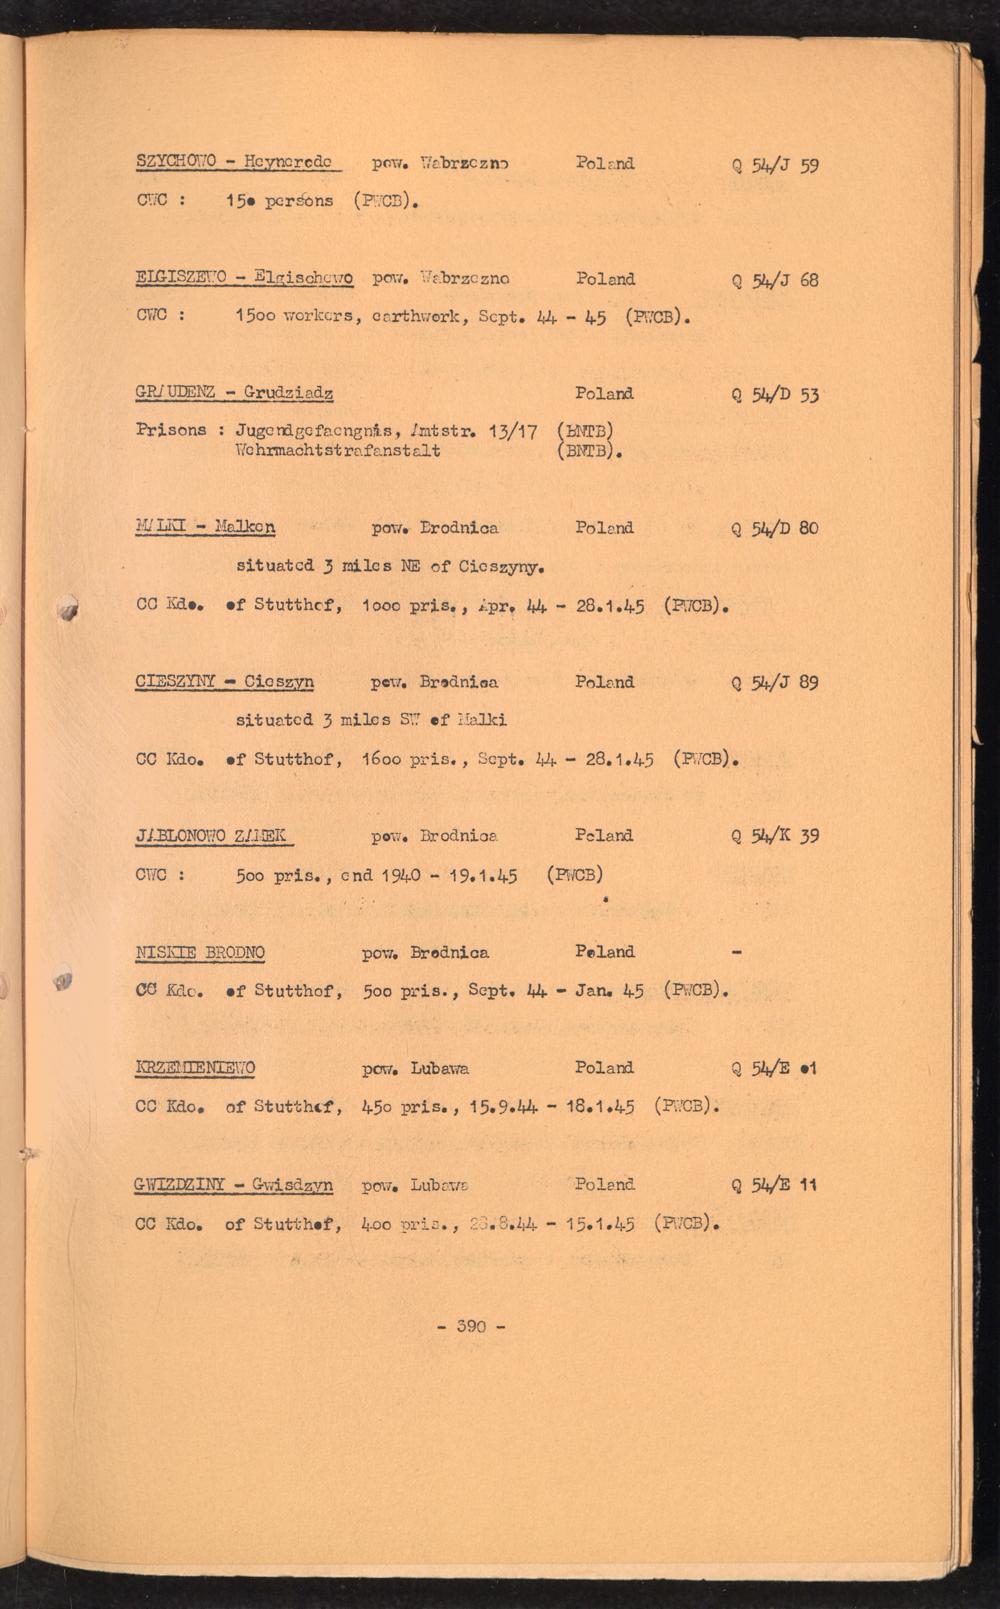 SZYCHOWO - Heynerode pow. Wabrzezno Poland Q 54/J 59
CWC : 150 persons (PWCB).
ELGISZEWO - Elgischewo pow. Wabrzezno Poland Q 54/J 68
CWC : 1500 workers, earthwork, Sept. 44 - 45 (PWCB).
GRAUDENZ - Grudziadz Poland Q 54/D 53
Prisons : Jugendgefaengnis, Amtstr. 13/17 (BNTB)
Wehrmachtstrafanstalt (BNTB).
MALKI - Malken pow. Brodnica Poland Q 54/D 80
situated 3 miles NE of Cieszyny.
CC Kdo. of Stutthof, 1000 pris., Apr. 44 - 28.1.45 (PWCB).
CIESZYNY - Cieszyn pow. Brodnica Poland Q 54/J 89
situated 3 miles SW of Malki
CC Kdo. of Stutthof, 1600 pris., Sept. 44 - 28.1.45 (PWCB).
JABLONOWO ZAMEK pow. Brodnica Poland Q 54/K 39
CWC : 500 pris., end 1940 - 19.1.45 (PWCB)
NISKIE BRODNO pow. Brodnica Poland -
CC Kdo. of Stutthof, 500 pris., Sept. 44 - Jan. 45 (PWCB).
KRZEMIENIEWO pow. Lubawa Poland Q 54/E 01
CC Kdo. of Stutthof, 450 pris., 15.9.44 - 18.1.45 (PWCB).
GWIZDZINY - Gwisdzyn pow. Lubawa Poland Q 54/E 11
CC Kdo. of Stutthof, 400 pris., 28.8.44 - 15.1.45 (PWCB).
- 390 -